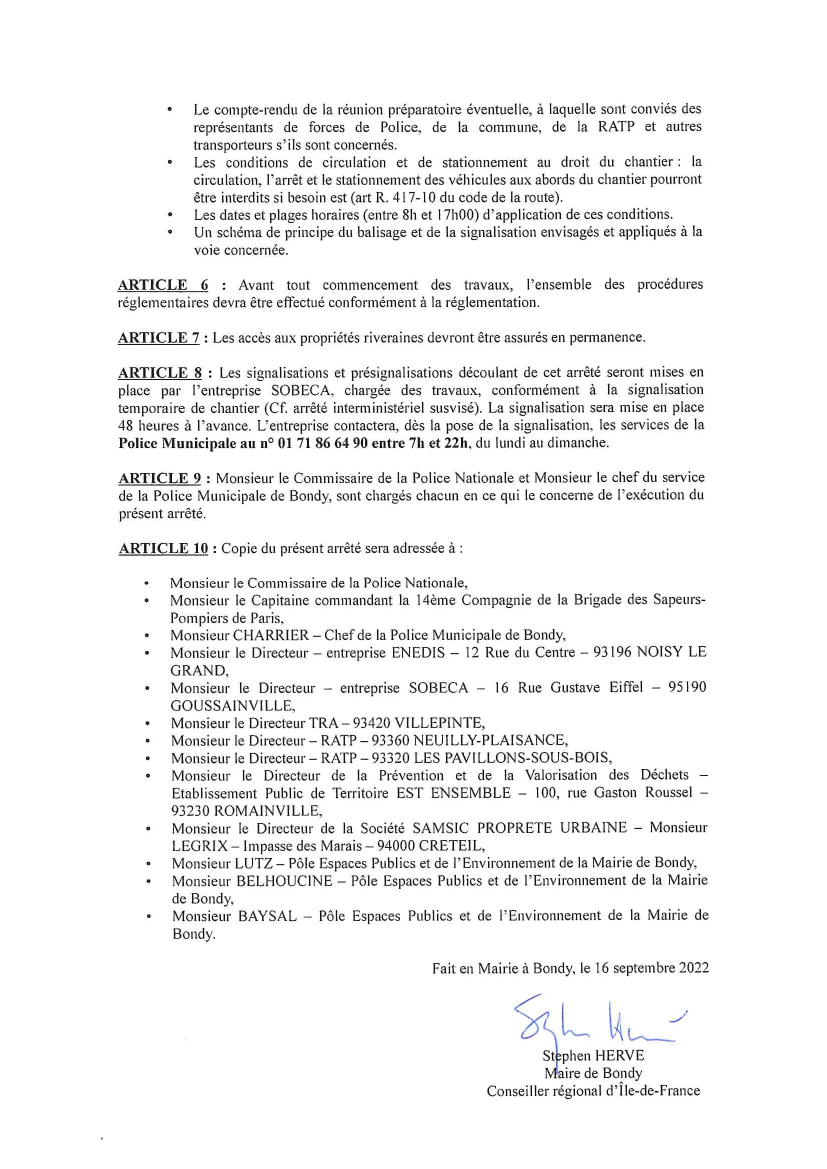 • Le compte-rendu de la réunion préparatoire éventuelle, à laquelle sont conviés des
représentants de forces de Police, de la commune, de la RATP et autres
transporteurs s'ils sont concernés.
• Les conditions de circulation et de stationnement au droit du chantier : la
circulation, l'arrêt et le stationnement des véhicules aux abords du chantier pourront
être interdits si besoin est (art R. 417-10 du code de la route).
• Les dates et plages horaires (entre 8h et 17h00) d'application de ces conditions.
• Un schéma de principe du balisage et de la signalisation envisagés et appliqués à la
voie concernée.
ARTICLE 6 : Avant tout commencement des travaux, l'ensemble des procédures
réglementaires devra être effectué conformément à la réglementation.
ARTICLE 7 : Les accès aux propriétés riveraines devront être assurés en permanence.
ARTICLE 8 : Les signalisations et présignalisations découlant de cet arrêté seront mises en
place par l'entreprise SOBECA, chargée des travaux, conformément à la signalisation
temporaire de chantier (Cf. arrêté interministériel susvisé). La signalisation sera mise en place
48 heures à l'avance. L'entreprise contactera, dès la pose de la signalisation, les services de la
Police Municipale au n° 01 71 86 64 90 entre 7h et 22h, du lundi au dimanche.
ARTICLE 9 : Monsieur le Commissaire de la Police Nationale et Monsieur le chef du service
de la Police Municipale de Bondy, sont chargés chacun en ce qui le concerne de l'exécution du
présent arrêté.
ARTICLE 10 : Copie du présent arrêté sera adressée à :
• Monsieur le Commissaire de la Police Nationale,
• Monsieur le Capitaine commandant la 14ème Compagnie de la Brigade des Sapeurs-
Pompiers de Paris,
• Monsieur CHARRIER – Chef de la Police Municipale de Bondy,
• Monsieur le Directeur – entreprise ENEDIS – 12 Rue du Centre – 93196 NOISY LE
GRAND,
• Monsieur le Directeur – entreprise SOBECA – 16 Rue Gustave Eiffel – 95190
GOUSSAINVILLE,
• Monsieur le Directeur TRA – 93420 VILLEPINTE,
• Monsieur le Directeur – RATP – 93360 NEUILLY-PLAISANCE,
• Monsieur le Directeur – RATP – 93320 LES PAVILLONS-SOUS-BOIS,
• Monsieur le Directeur de la Prévention et de la Valorisation des Déchets –
Etablissement Public de Territoire EST ENSEMBLE – 100, rue Gaston Roussel –
93230 ROMAINVILLE,
• Monsieur le Directeur de la Société SAMSIC PROPRETE URBAINE – Monsieur
LEGRIX – Impasse des Marais – 94000 CRETEIL,
• Monsieur LUTZ – Pôle Espaces Publics et de l'Environnement de la Mairie de Bondy,
• Monsieur BELHOUCINE – Pôle Espaces Publics et de l'Environnement de la Mairie
de Bondy,
• Monsieur BAYSAL – Pôle Espaces Publics et de l'Environnement de la Mairie de
Bondy.
Fait en Mairie à Bondy, le 16 septembre 2022
Stephen HERVE
Maire de Bondy
Conseiller régional d'Île-de-France